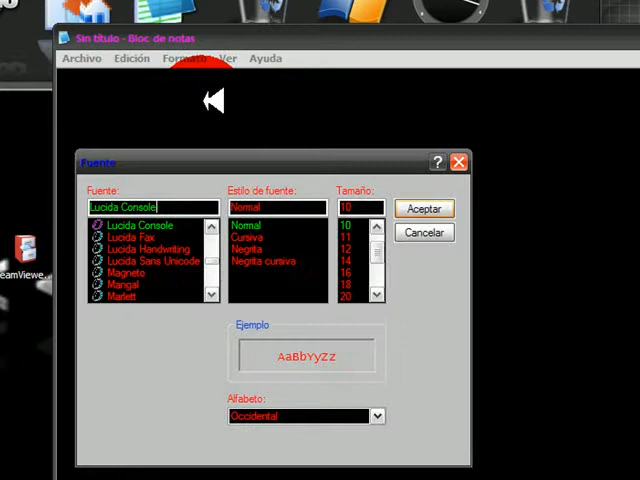 Sin título - Bloc de notas
Archivo Edición Formato Ver Ayuda
Fuente
?
Fuente: Estilo de fuente: Tamaño:
Lucida Console Normal 10 Aceptar
Lucida Console Normal 10
Lucida Fax Cursiva 11 Cancelar
Lucida Handwriting Negrita 12
Lucida Sans Unicode Negrita cursiva 14
Magneto 16
Mangal 18
Marlett 20
eamViewe...
Ejemplo
AaBbYyZz
Alfabeto:
Occidental